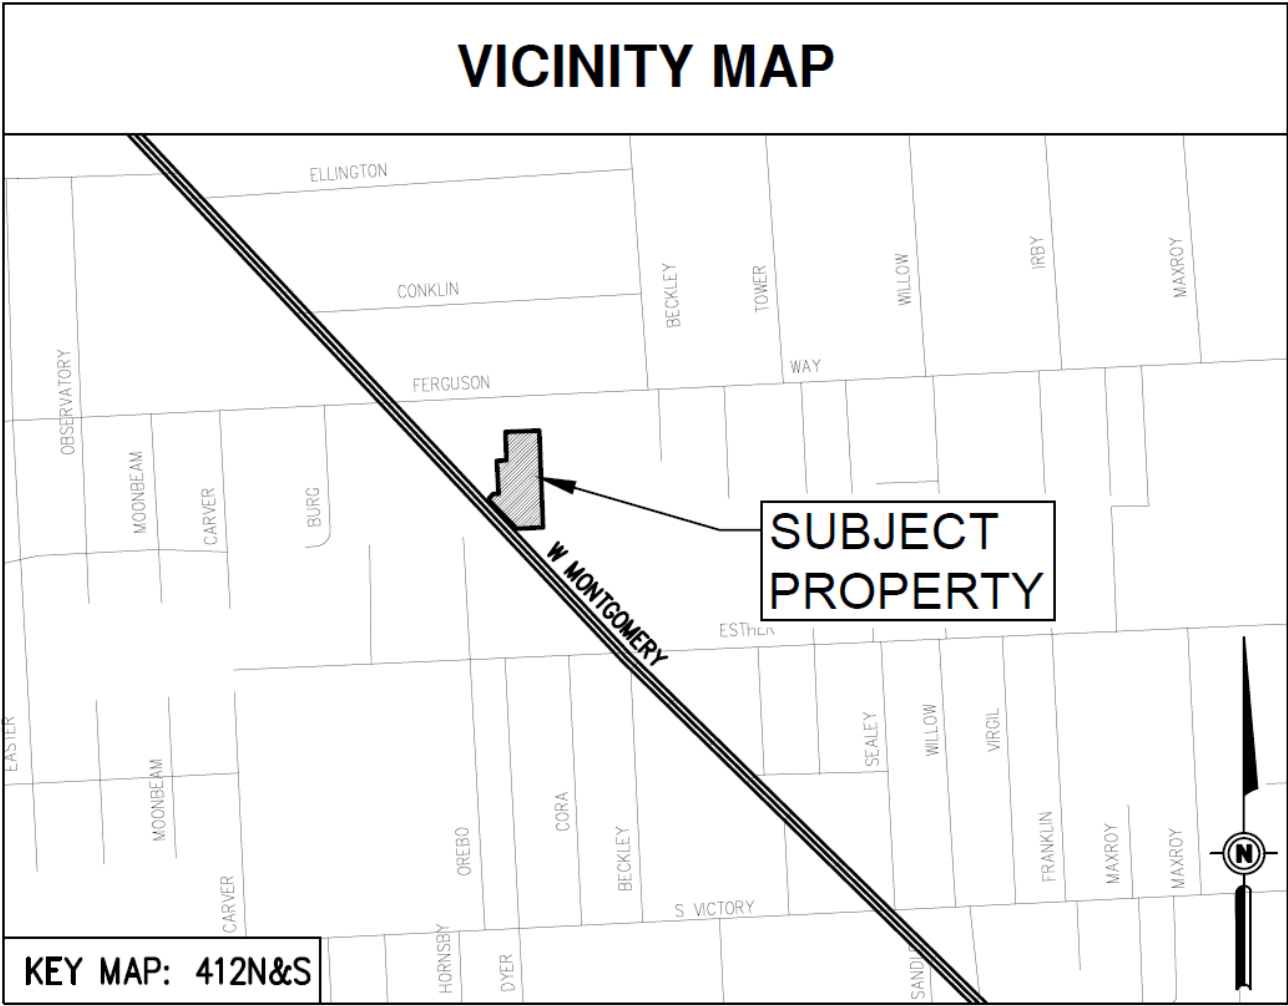 VICINITY MAP
ELLINGTON
CONKLIN
BECKLEY
TOWER
WILLOW
IRBY
MAXROY
OBSERVATORY
FERGUSON
WAY
MOONBEAM
CARVER
BURG
SUBJECT
PROPERTY
W MONTGOMERY
ESTHER
EASTER
MOONBEAM
SEALEY
WILLOW
VIRGIL
CARVER
OREBO
CORA
BECKLEY
FRANKLIN
MAXROY
MAXROY
S VICTORY
N
HORNSBY
DYER
KEY MAP: 412N&S